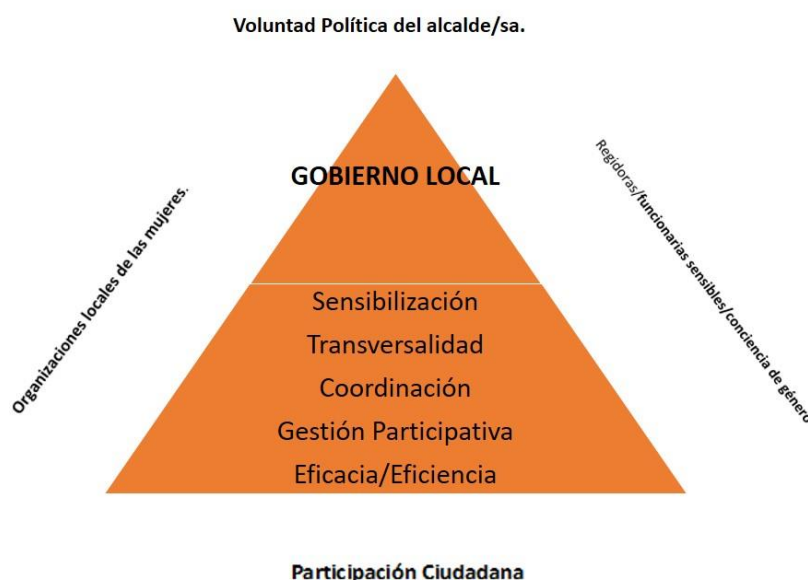 Voluntad Política del alcalde/sa.
GOBIERNO LOCAL
Organizaciones locales de las mujeres.
Regidoras/funcionarias sensibles/conciencia de género
Sensibilización
Transversalidad
Coordinación
Gestión Participativa
Eficacia/Eficiencia
Participación Ciudadana